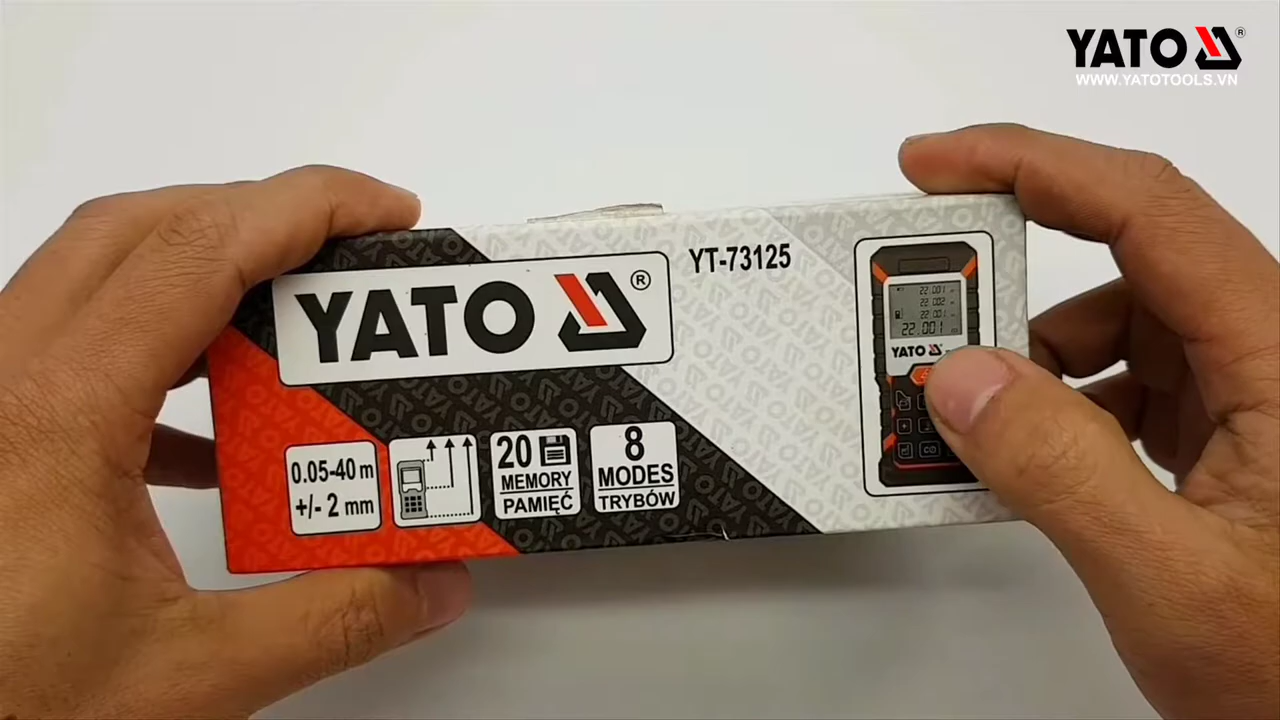 YATO ®
WWW.YATOTOOLS.VN
YATO ®
YT-73125
22.001
22.002
22.001
22.001
YATO
0.05-40 m
+/- 2 mm
20
MEMORY
PAMIĘĆ
8
MODES
TRYBÓW